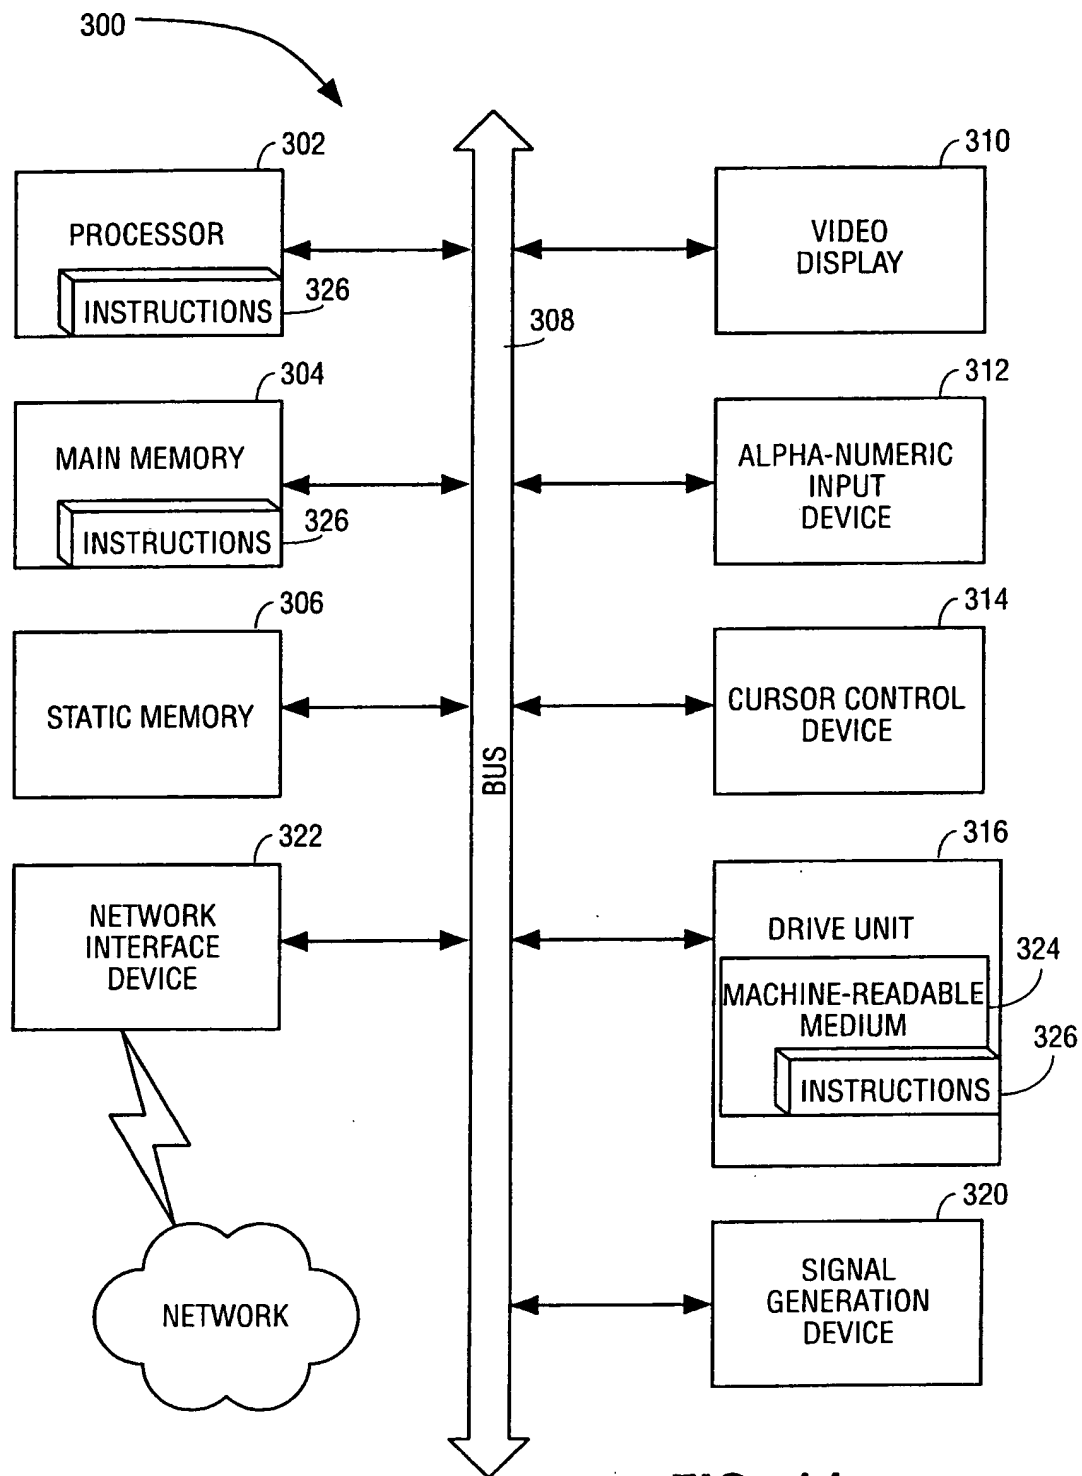 300
302
PROCESSOR
INSTRUCTIONS
326
304
MAIN MEMORY
INSTRUCTIONS
326
306
STATIC MEMORY
322
NETWORK
INTERFACE
DEVICE
NETWORK
308
BUS
310
VIDEO
DISPLAY
312
ALPHA-NUMERIC
INPUT
DEVICE
314
CURSOR CONTROL
DEVICE
316
DRIVE UNIT
324
MACHINE-READABLE
MEDIUM
326
INSTRUCTIONS
320
SIGNAL
GENERATION
DEVICE